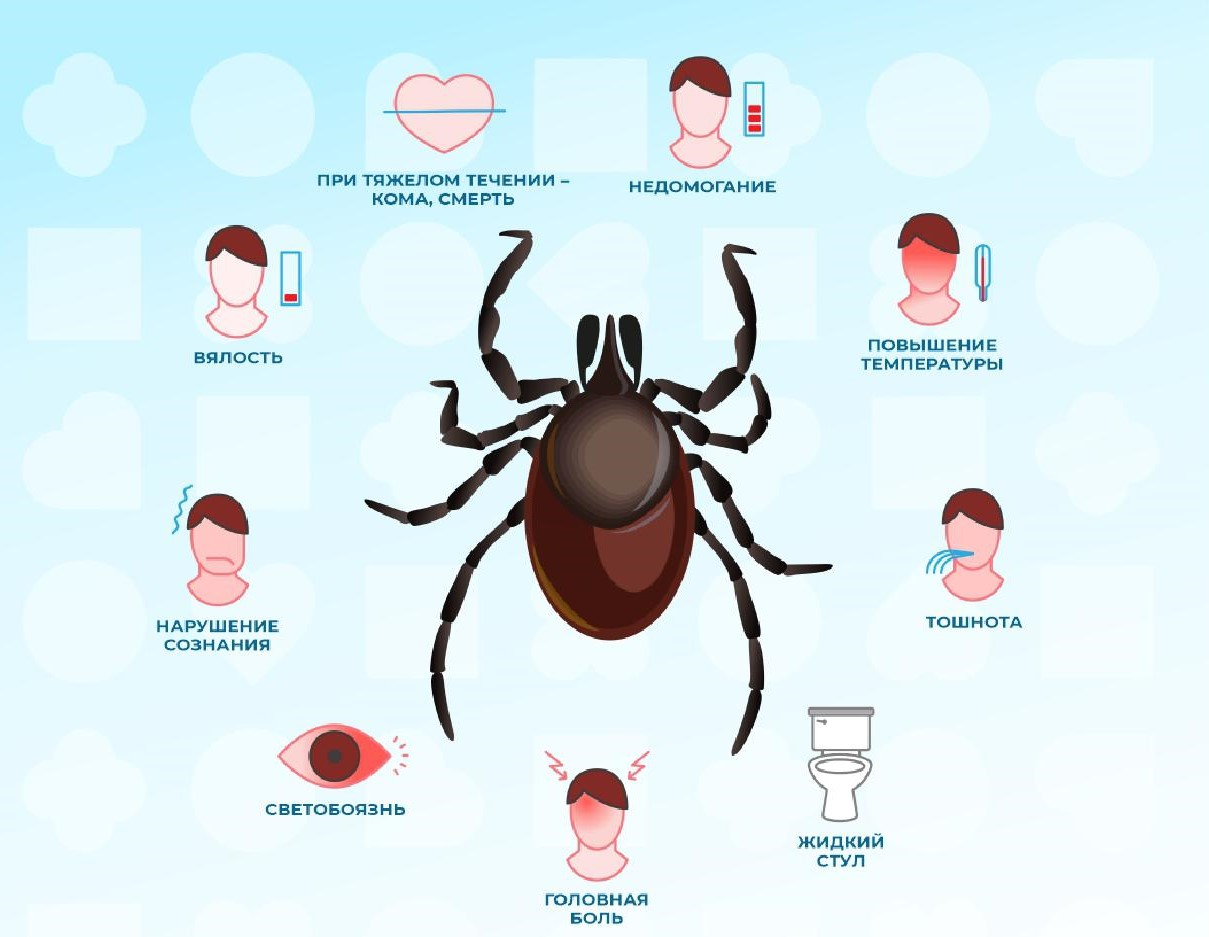 ПРИ ТЯЖЕЛОМ ТЕЧЕНИИ –
КОМА, СМЕРТЬ
НЕДОМОГАНИЕ
ВЯЛОСТЬ
ПОВЫШЕНИЕ
ТЕМПЕРАТУРЫ
НАРУШЕНИЕ
СОЗНАНИЯ
ТОШНОТА
СВЕТОБОЯЗНЬ
ЖИДКИЙ
СТУЛ
ГОЛОВНАЯ
БОЛЬ